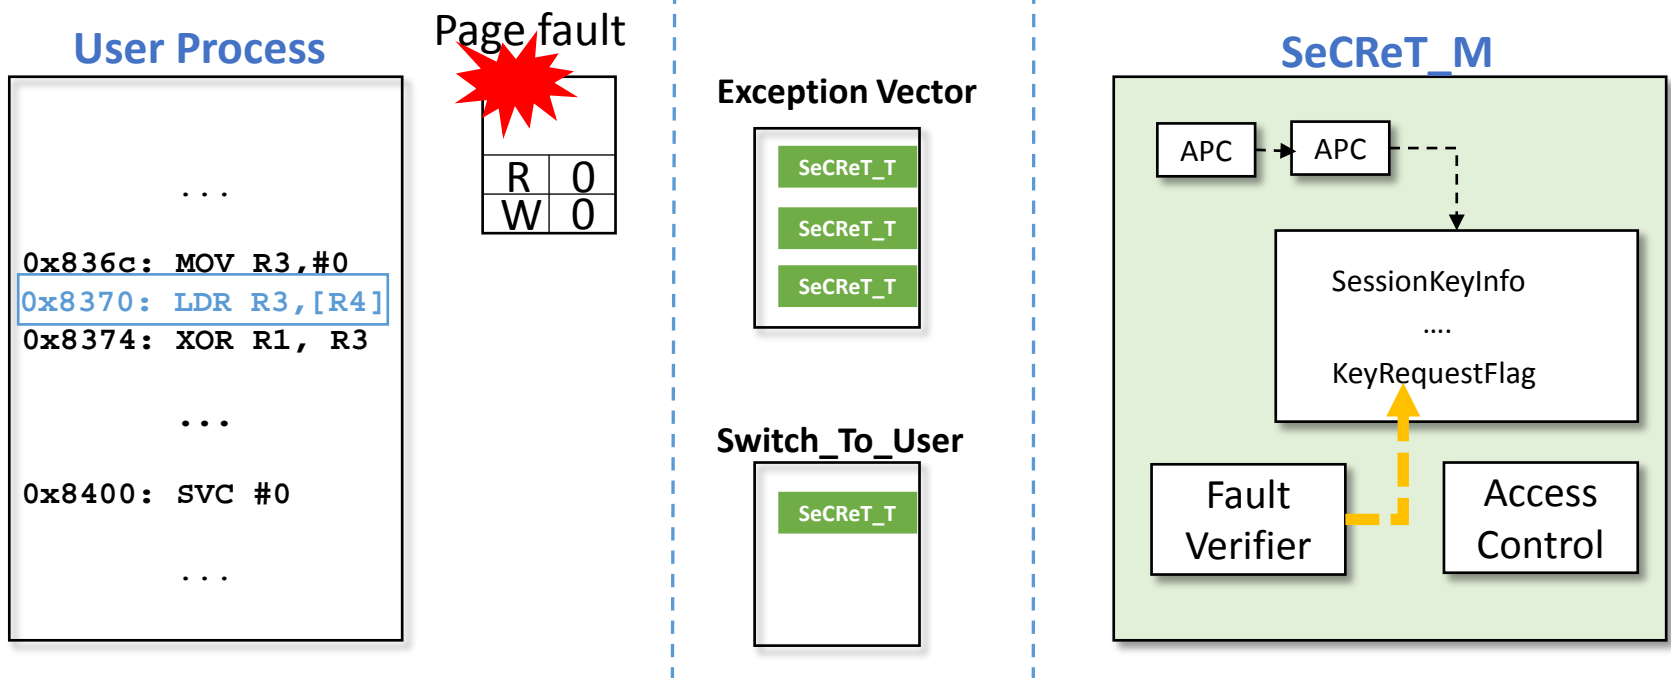 User Process
Page fault
R 0
W 0
...
0x836c: MOV R3,#0
0x8370: LDR R3,[R4]
0x8374: XOR R1, R3
...
0x8400: SVC #0
...
Exception Vector
SeCReT_T
SeCReT_T
SeCReT_T
Switch_To_User
SeCReT_T
SeCReT_M
APC
APC
SessionKeyInfo
....
KeyRequestFlag
Fault
Verifier
Access
Control